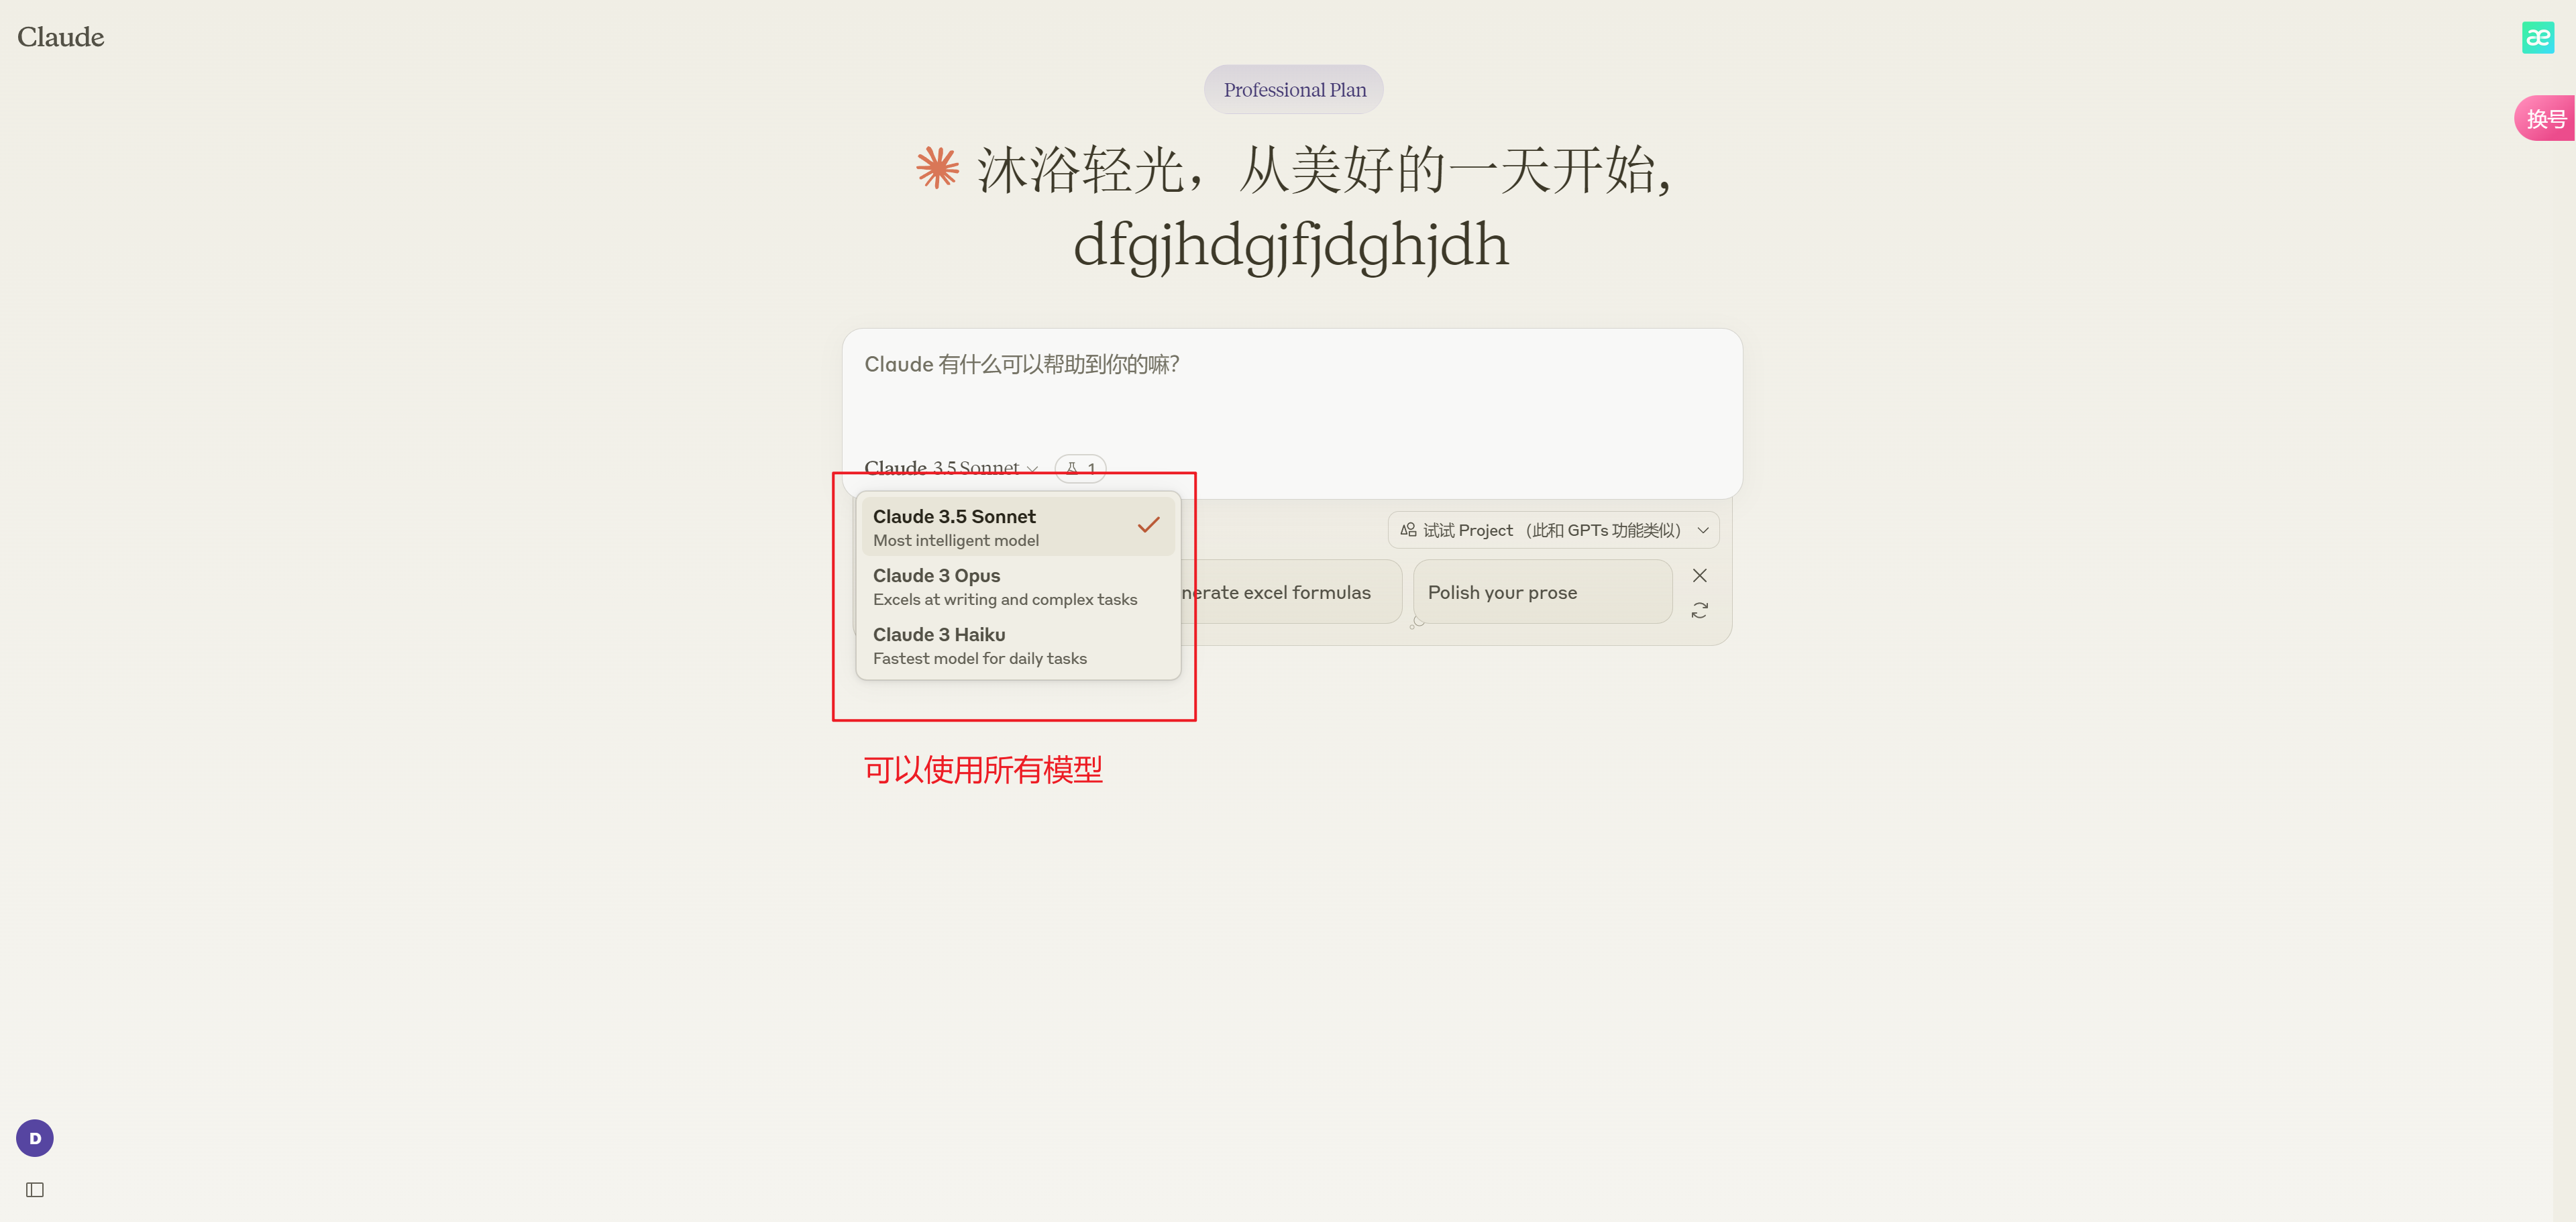 Claude
æ
Professional Plan
换号
沐浴轻光，从美好的一天开始,
dfgjhdgjfjdghjdh
Claude 有什么可以帮助到你的嘛?
Claude 3.5 Sonnet
1
Claude 3.5 Sonnet
Most intelligent model
试试 Project （此和 GPTs 功能类似）
Claude 3 Opus
Excels at writing and complex tasks
nerate excel formulas
Polish your prose
Claude 3 Haiku
Fastest model for daily tasks
可以使用所有模型
D